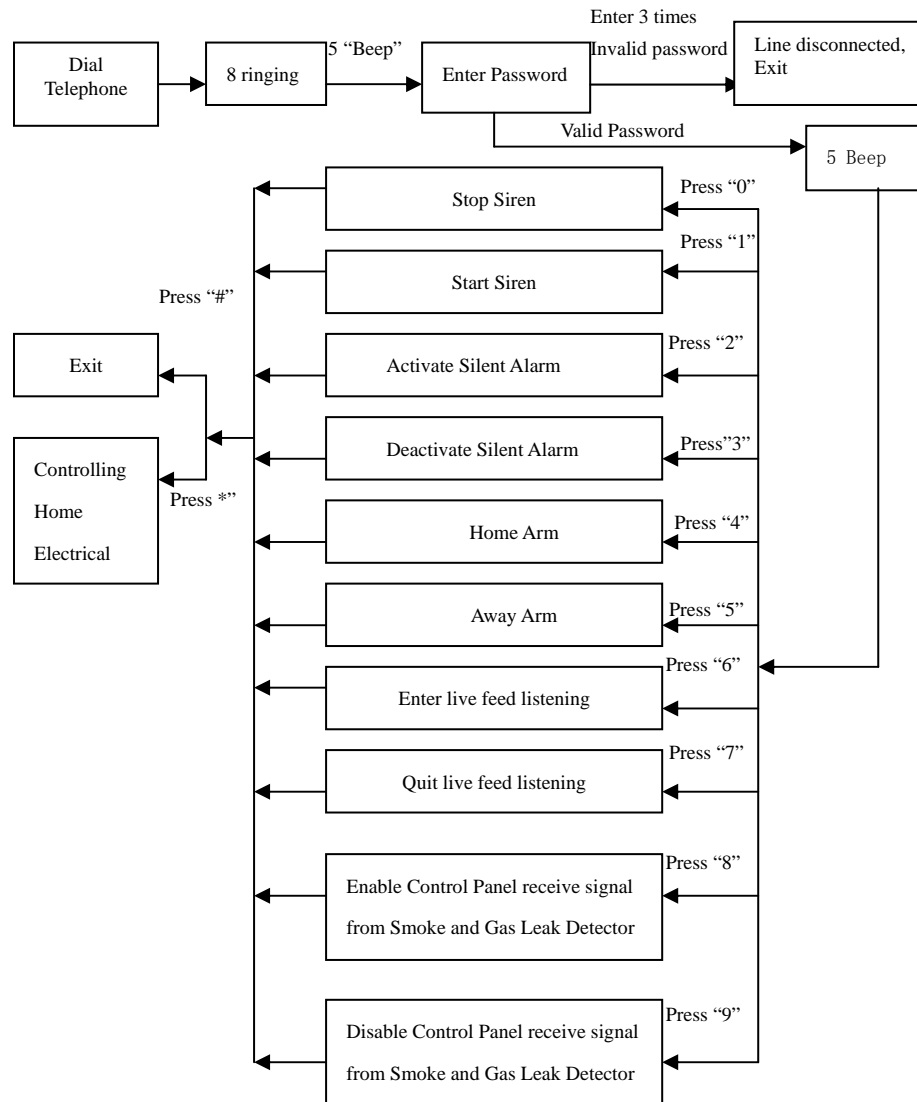 Enter 3 times
Invalid password
Dial
Telephone
8 ringing
5 “Beep”
Enter Password
Line disconnected,
Exit
Valid Password
5 Beep
Stop Siren
Press “0”
Start Siren
Press “1”
Press “#”
Exit
Activate Silent Alarm
Press “2”
Controlling
Home
Electrical
Press *”
Deactivate Silent Alarm
Press”3”
Home Arm
Press “4”
Away Arm
Press “5”
Enter live feed listening
Press “6”
Quit live feed listening
Press “7”
Enable Control Panel receive signal
from Smoke and Gas Leak Detector
Press “8”
Disable Control Panel receive signal
from Smoke and Gas Leak Detector
Press “9”